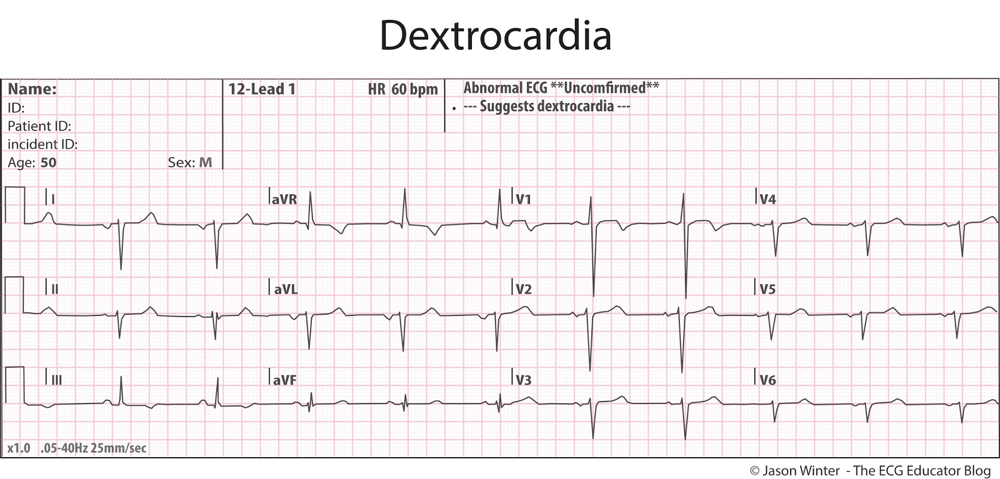 Dextrocardia
Name:
ID:
Patient ID:
incident ID:
Age: 50 Sex: M
12-Lead 1 HR 60 bpm
Abnormal ECG **Uncomfirmed**
• --- Suggests dextrocardia ---
I aVR V1 V4
II aVL V2 V5
III aVF V3 V6
x1.0 .05-40Hz 25mm/sec
© Jason Winter - The ECG Educator Blog